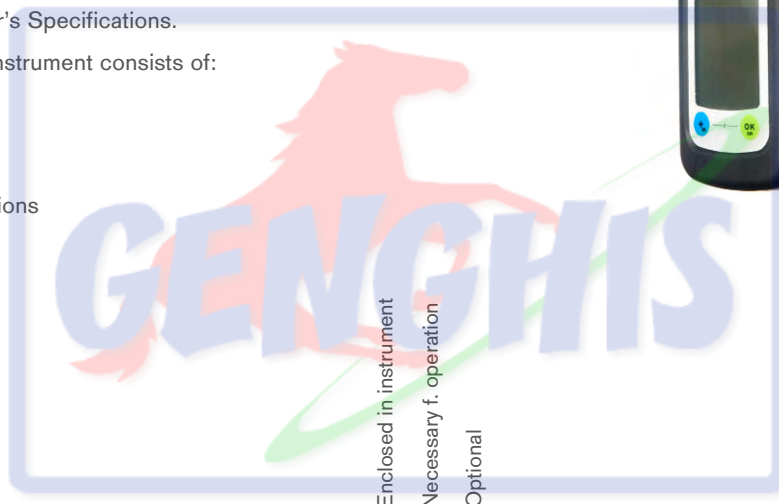 r's Specifications.
nstrument consists of:
OK
ions
GENGHIS
Enclosed in instrument
Necessary f. operation
Optional